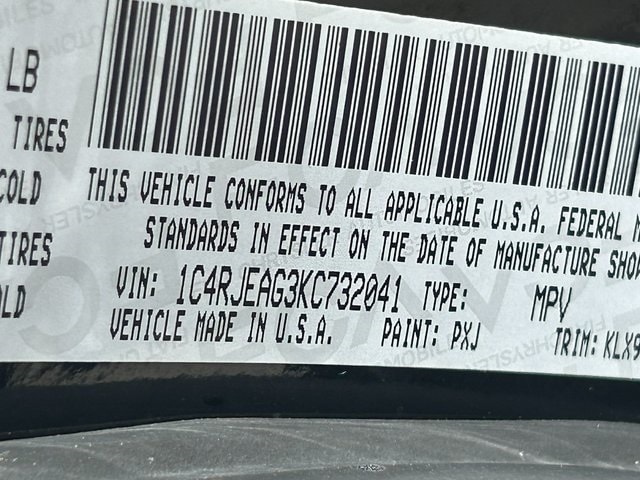 LB
TIRES
COLD
TIRES
OLD
THIS VEHICLE CONFORMS TO ALL APPLICABLE U.S.A. FEDERAL M
STANDARDS IN EFFECT ON THE DATE OF MANUFACTURE SHO
VIN: 1C4RJEAG3KC732041 TYPE: MPV
VEHICLE MADE IN U.S.A. PAINT: PXJ TRIM: KLX9